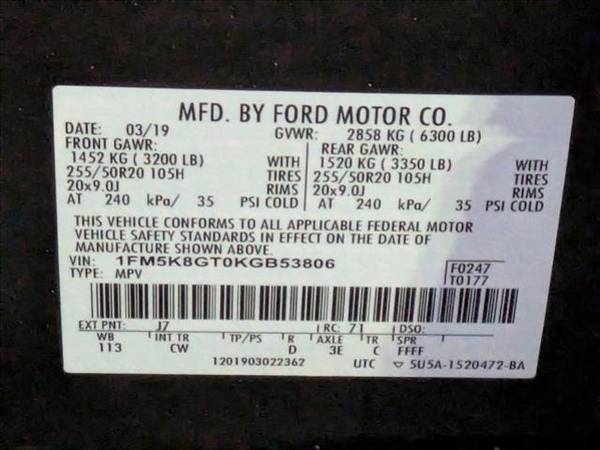 MFD. BY FORD MOTOR CO.
DATE: 03/19 GVWR: 2858 KG ( 6300 LB)
FRONT GAWR: REAR GAWR:
1452 KG ( 3200 LB) WITH 1520 KG ( 3350 LB) WITH
255/50R20 105H TIRES 255/50R20 105H TIRES
20x9.0J RIMS 20x9.0J RIMS
AT 240 kPa/ 35 PSI COLD AT 240 kPa/ 35 PSI COLD
THIS VEHICLE CONFORMS TO ALL APPLICABLE FEDERAL MOTOR
VEHICLE SAFETY STANDARDS IN EFFECT ON THE DATE OF
MANUFACTURE SHOWN ABOVE.
VIN: 1FM5K8GT0KGB53806 F0247
TYPE: MPV T0177
EXT PNT: J7 RC: 71 DSO:
WB INT TR TP/PS R AXLE TR SPR
113 CW D 3E C FFFF
1201903022362 UTC ▽ 5U5A-1520472-BA